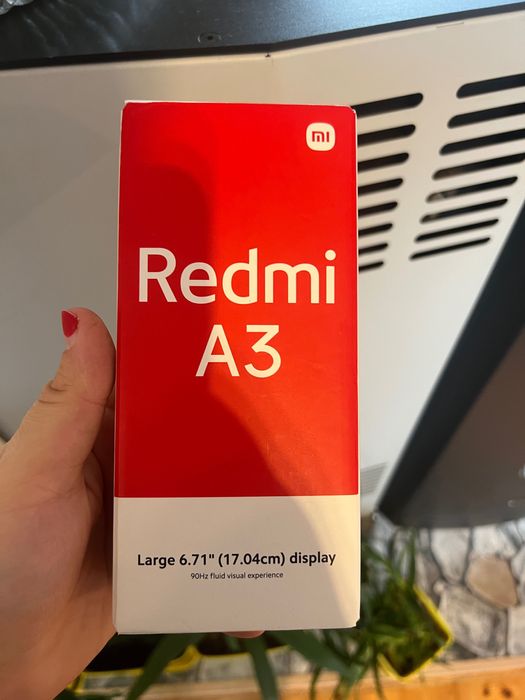 mi
Redmi
A3
Large 6.71" (17.04cm) display
90Hz fluid visual experience